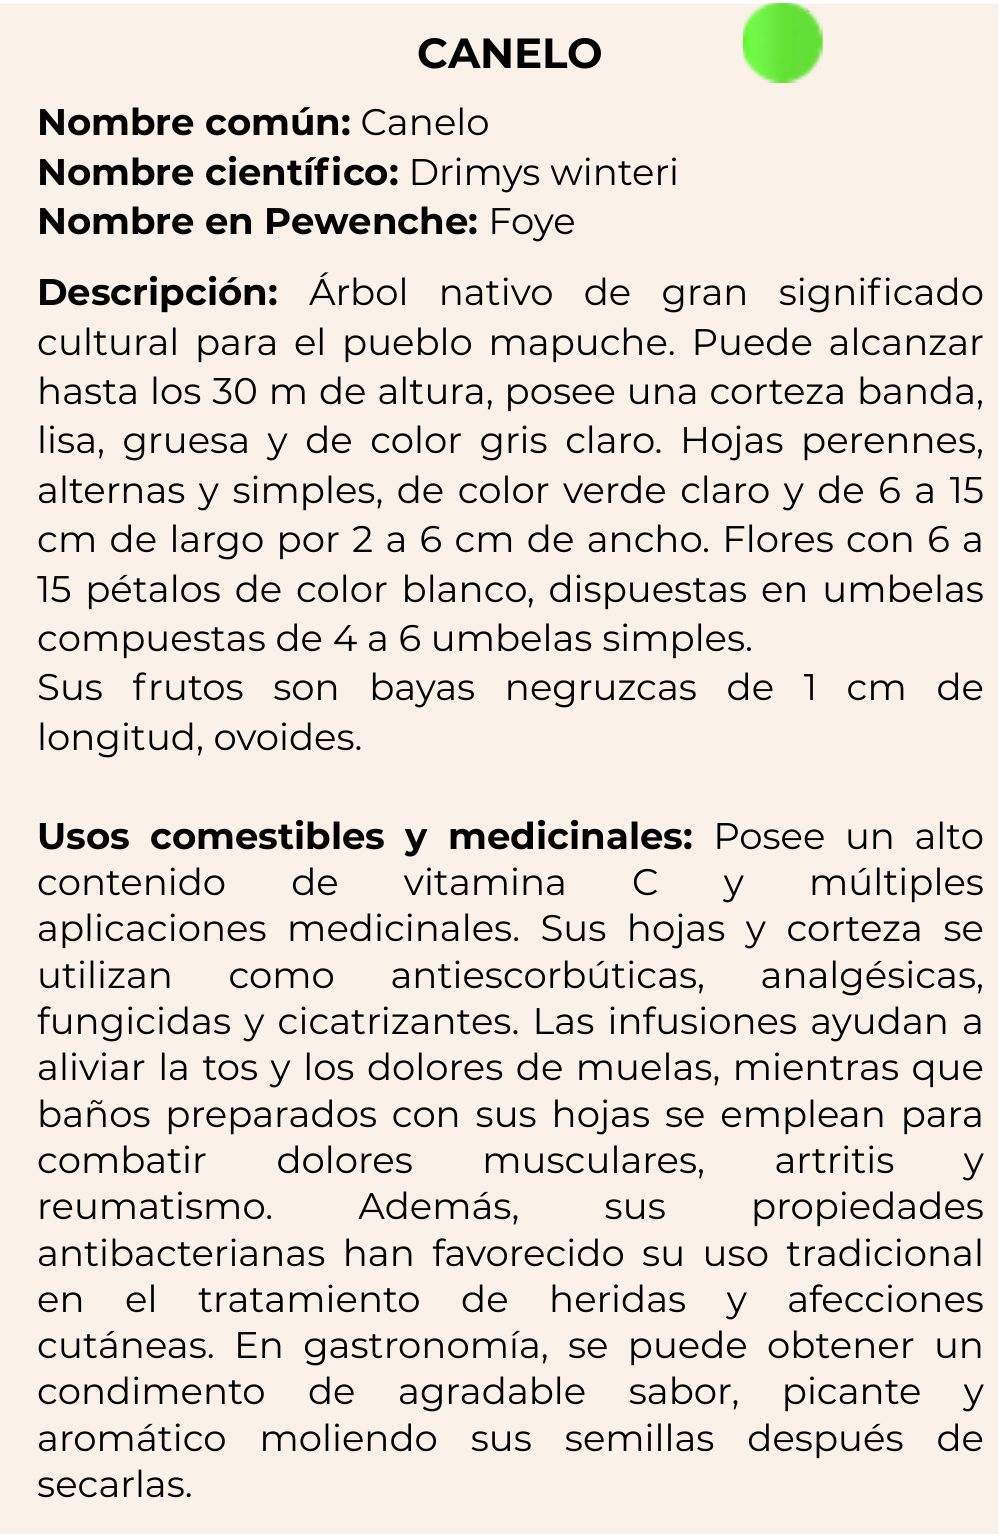 CANELO
Nombre común: Canelo
Nombre científico: Drimys winteri
Nombre en Pewenche: Foye
Descripción: Árbol nativo de gran significado
cultural para el pueblo mapuche. Puede alcanzar
hasta los 30 m de altura, posee una corteza banda,
lisa, gruesa y de color gris claro. Hojas perennes,
alternas y simples, de color verde claro y de 6 a 15
cm de largo por 2 a 6 cm de ancho. Flores con 6 a
15 pétalos de color blanco, dispuestas en umbelas
compuestas de 4 a 6 umbelas simples.
Sus frutos son bayas negruzcas de 1 cm de
longitud, ovoides.
Usos comestibles y medicinales: Posee un alto
contenido de vitamina C y múltiples
aplicaciones medicinales. Sus hojas y corteza se
utilizan como antiescorbúticas, analgésicas,
fungicidas y cicatrizantes. Las infusiones ayudan a
aliviar la tos y los dolores de muelas, mientras que
baños preparados con sus hojas se emplean para
combatir dolores musculares, artritis y
reumatismo. Además, sus propiedades
antibacterianas han favorecido su uso tradicional
en el tratamiento de heridas y afecciones
cutáneas. En gastronomía, se puede obtener un
condimento de agradable sabor, picante y
aromático moliendo sus semillas después de
secarlas.